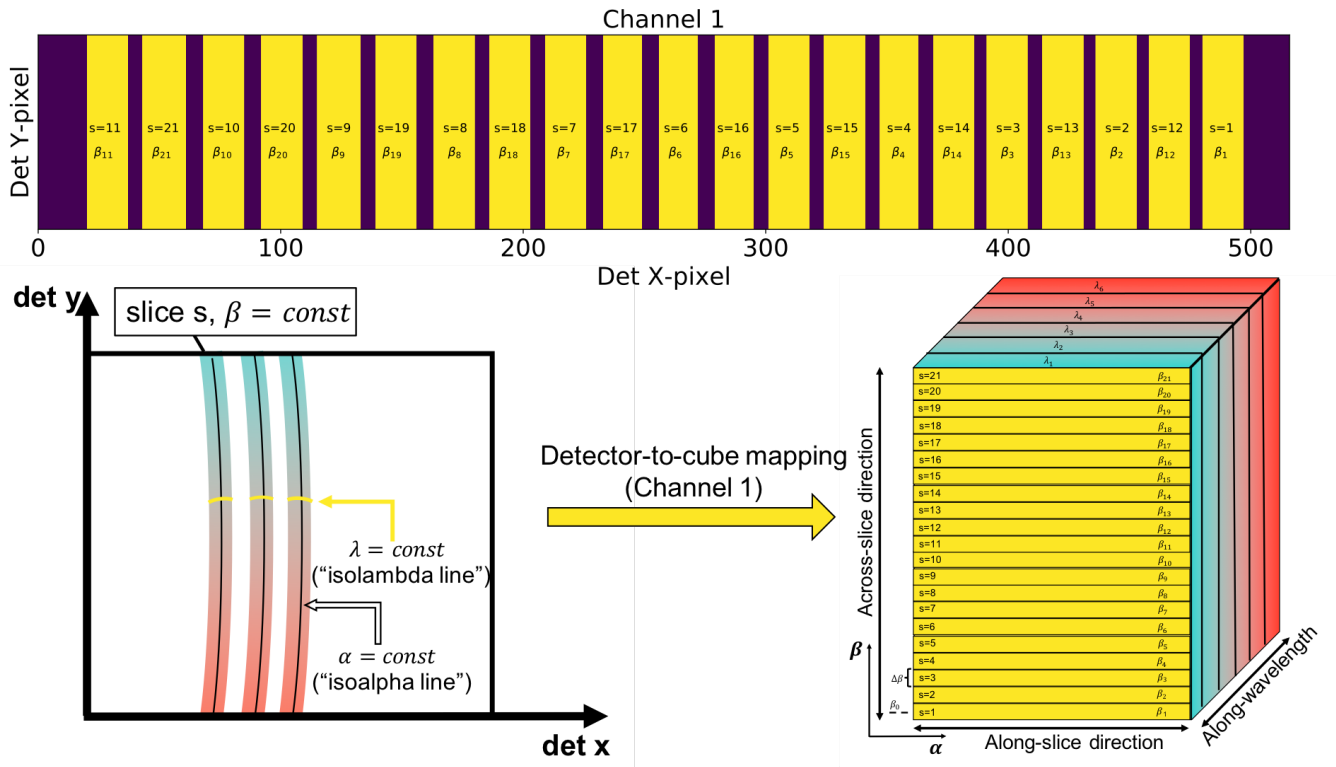 Channel 1
Det Y-pixel
s=11 s=21 s=10 s=20 s=9 s=19 s=8 s=18 s=7 s=17 s=6 s=16 s=5 s=15 s=4 s=14 s=3 s=13 s=2 s=12 s=1
β₁₁ β₂₁ β₁₀ β₂₀ β₉ β₁₉ β₈ β₁₈ β₇ β₁₇ β₆ β₁₆ β₅ β₁₅ β₄ β₁₄ β₃ β₁₃ β₂ β₁₂ β₁
0 100 200 300 400 500
Det X-pixel
det y
slice s, β = const
λ = const
("isolambda line")
α = const
("isoalpha line")
det x
Detector-to-cube mapping
(Channel 1)
λ₆
λ₅
λ₄
λ₃
λ₂
λ₁
s=21 β₂₁
s=20 β₂₀
s=19 β₁₉
s=18 β₁₈
s=17 β₁₇
s=16 β₁₆
s=15 β₁₅
s=14 β₁₄
s=13 β₁₃
s=12 β₁₂
s=11 β₁₁
s=10 β₁₀
s=9 β₉
s=8 β₈
s=7 β₇
s=6 β₆
s=5 β₅
s=4 β₄
s=3 β₃
s=2 β₂
s=1 β₁
Across-slice direction
β
Δβ
β₀
α
Along-slice direction
Along-wavelength